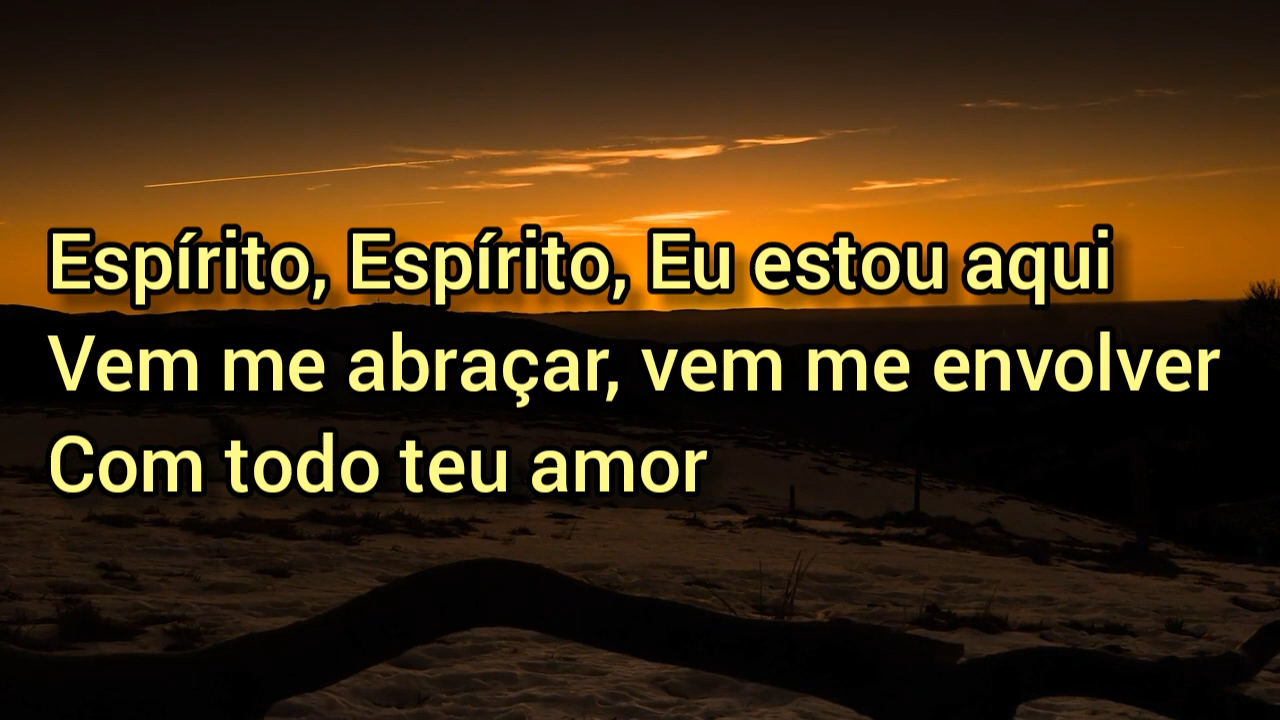 Espírito, Espírito, Eu estou aqui
Vem me abraçar, vem me envolver
Com todo teu amor